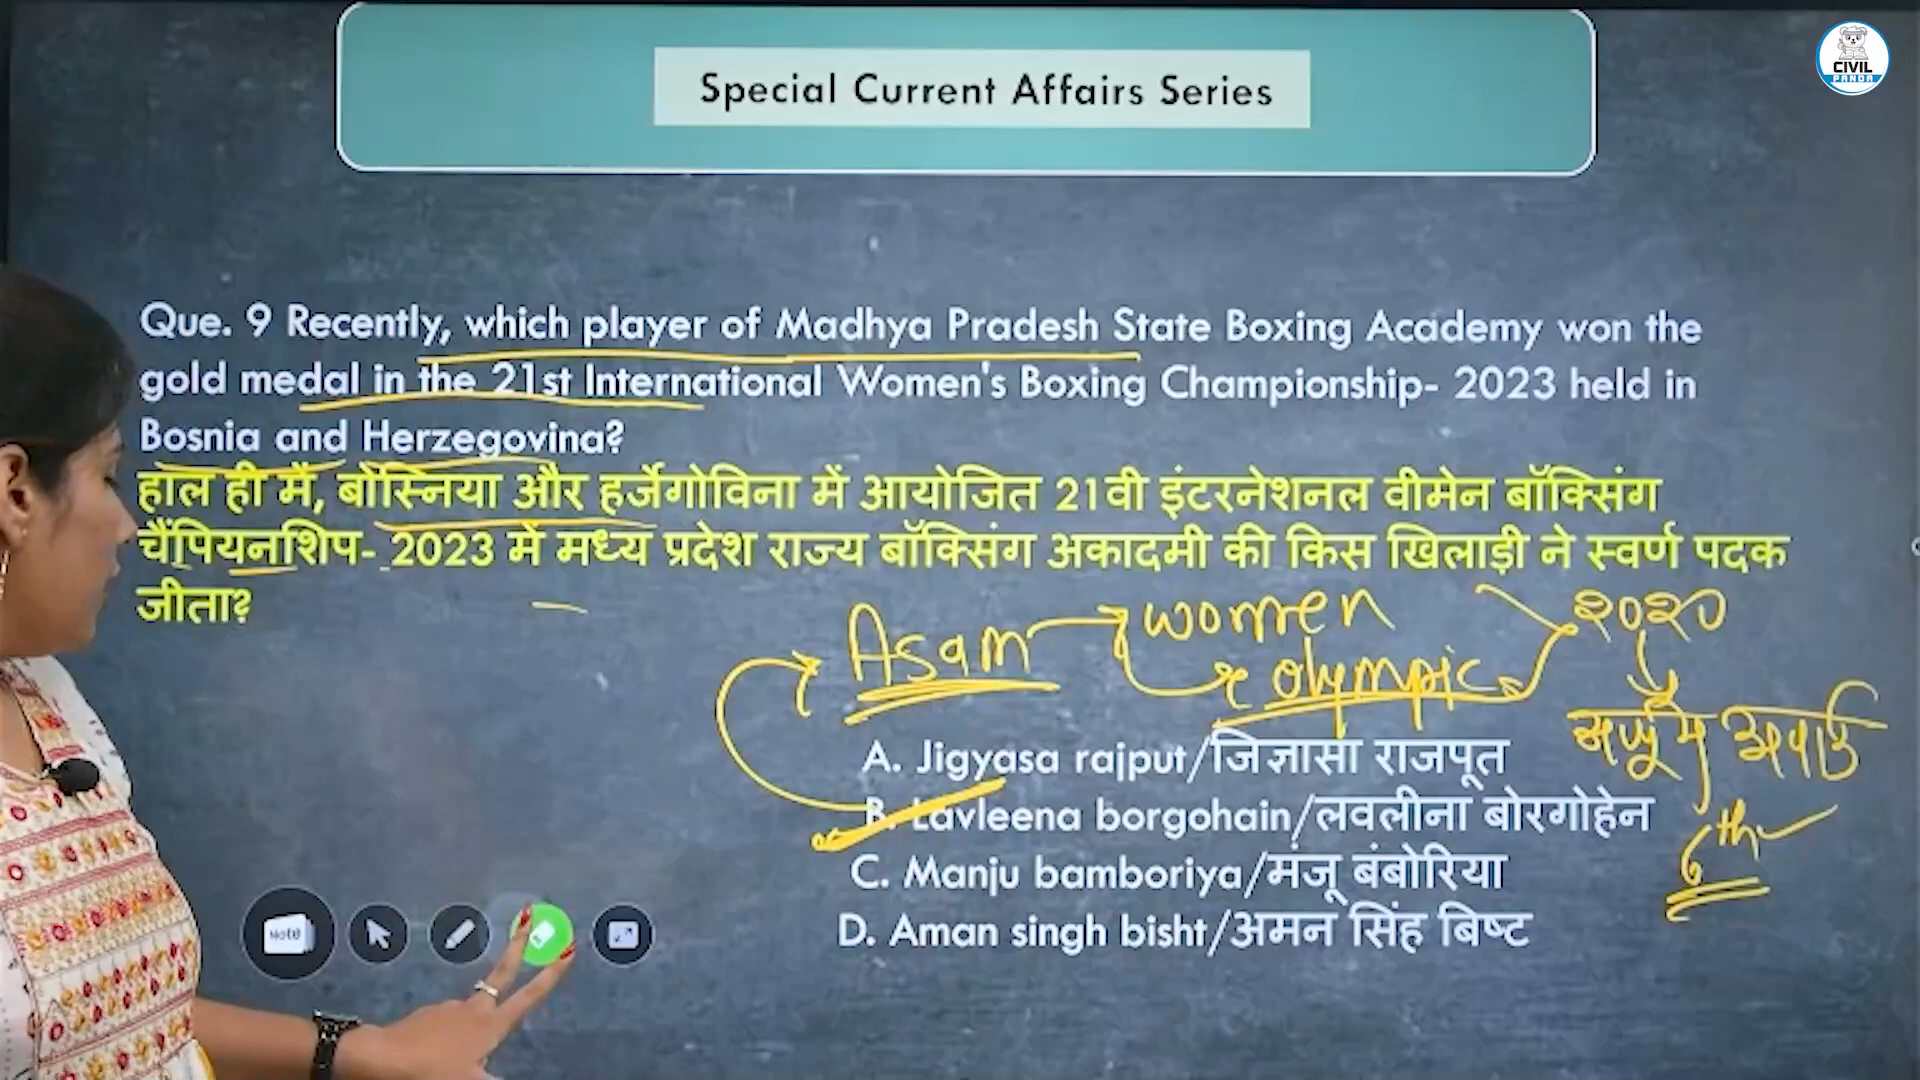 Special Current Affairs Series
CIVIL
PANDA
Que. 9 Recently, which player of Madhya Pradesh State Boxing Academy won the
gold medal in the 21st International Women's Boxing Championship- 2023 held in
Bosnia and Herzegovina?
हाल ही में, बोस्निया और हर्जेगोविना में आयोजित 21वी इंटरनेशनल वीमेन बॉक्सिंग
चैंपियनशिप- 2023 में मध्य प्रदेश राज्य बॉक्सिंग अकादमी की किस खिलाड़ी ने स्वर्ण पदक
जीता?
Asam women २०२०
olympic
अवार्ड
A. Jigyasa rajput/जिज्ञासा राजपूत
B. Lavleena borgohain/लवलीना बोरगोहेन
6th
C. Manju bamboriya/मंजू बंबोरिया
D. Aman singh bisht/अमन सिंह बिष्ट
Note